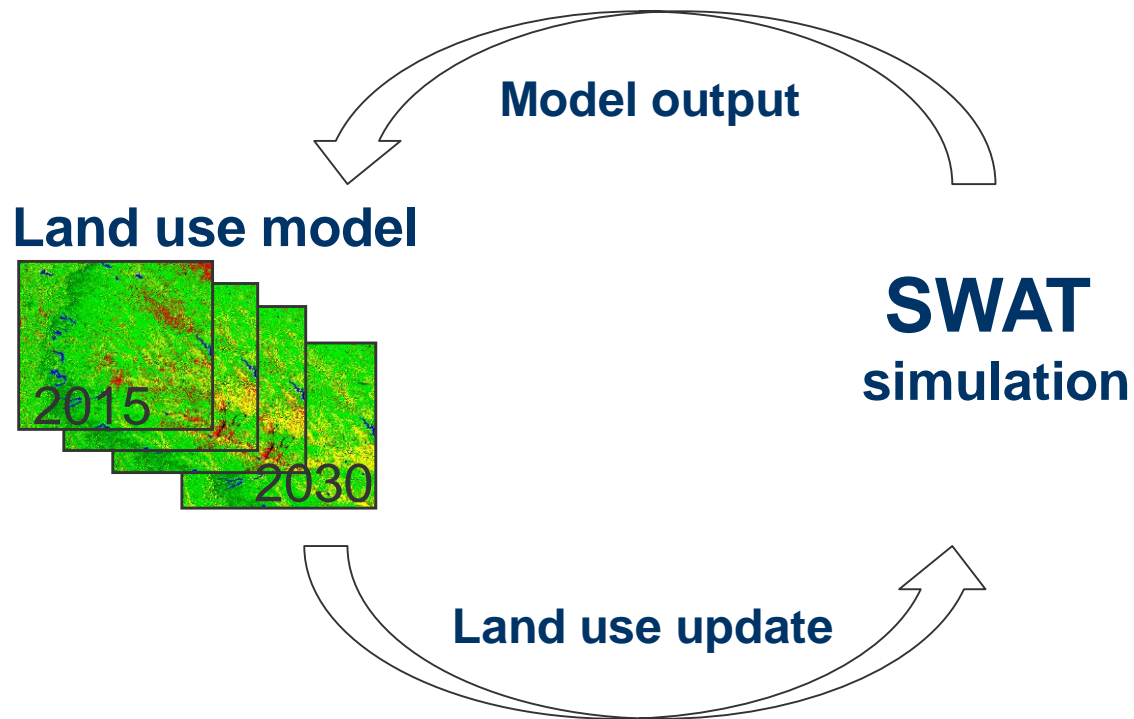 Model output
Land use model
SWAT
simulation
2015
2030
Land use update